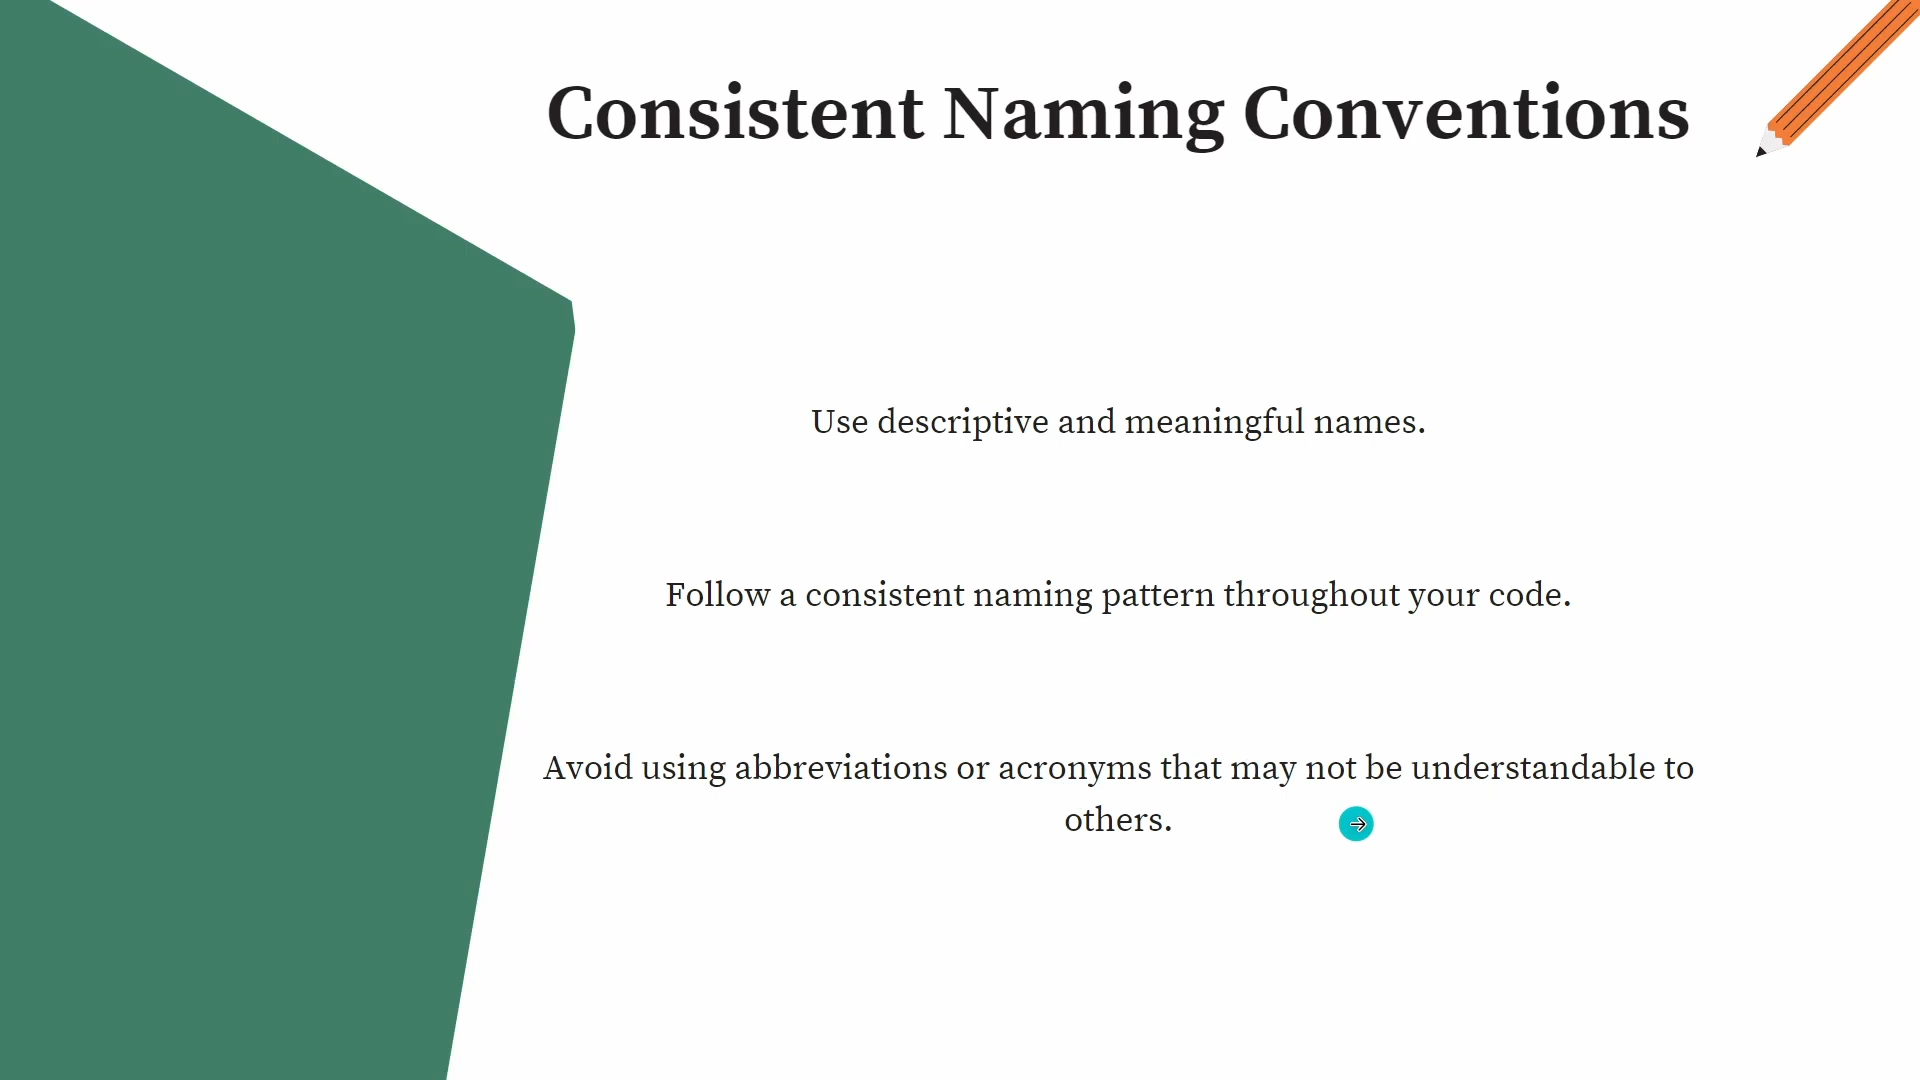 Consistent Naming Conventions
Use descriptive and meaningful names.
Follow a consistent naming pattern throughout your code.
Avoid using abbreviations or acronyms that may not be understandable to
others.